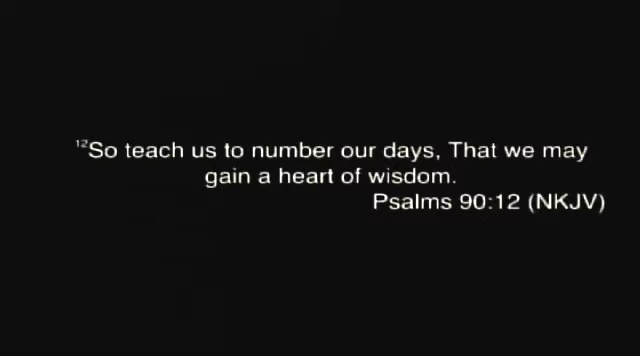 ¹²So teach us to number our days, That we may
gain a heart of wisdom.
Psalms 90:12 (NKJV)